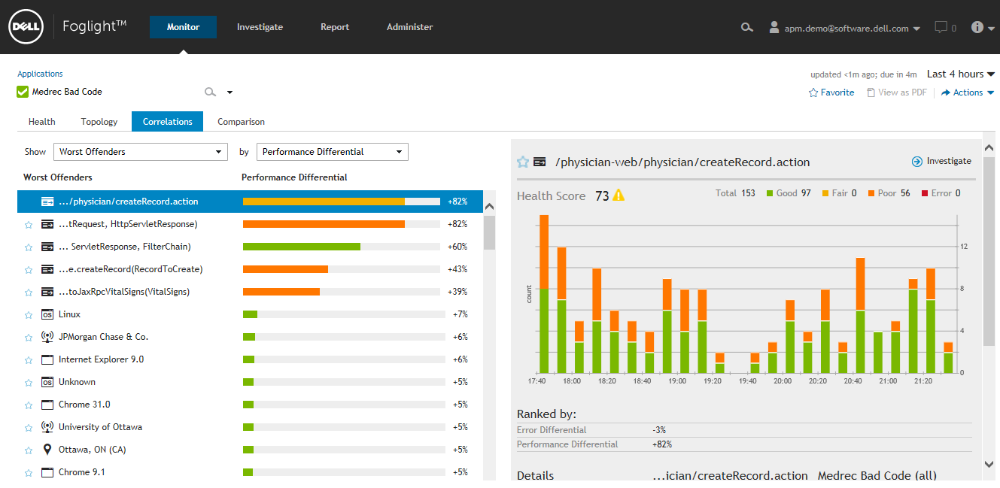 DELL Foglight™ Monitor Investigate Report Administer apm.demo@software.dell.com 0
Applications
updated <1m ago; due in 4m Last 4 hours
Medrec Bad Code
Favorite View as PDF Actions
Health Topology Correlations Comparison
Show Worst Offenders by Performance Differential
Worst Offenders Performance Differential
.../physician/createRecord.action +82%
...tRequest, HttpServletResponse) +82%
... ServletResponse, FilterChain) +60%
...e.createRecord(RecordToCreate) +43%
...toJaxRpcVitalSigns(VitalSigns) +39%
OS Linux +7%
JPMorgan Chase & Co. +6%
Internet Explorer 9.0 +6%
OS Unknown +5%
Chrome 31.0 +5%
University of Ottawa +5%
Ottawa, ON (CA) +5%
Chrome 9.1 +5%
/physician-web/physician/createRecord.action Investigate
Health Score 73 Total 153 Good 97 Fair 0 Poor 56 Error 0
12
count
8
4
0
17:40 18:00 18:20 18:40 19:00 19:20 19:40 20:00 20:20 20:40 21:00 21:20
Ranked by:
Error Differential -3%
Performance Differential +82%
Details ...ician/createRecord.action Medrec Bad Code (all)